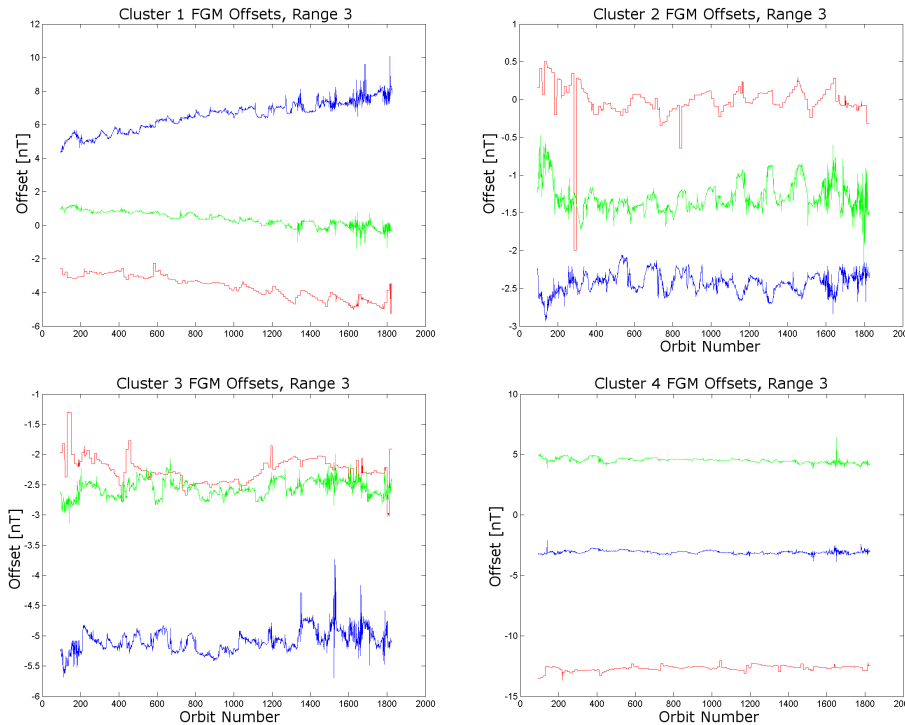 Cluster 1 FGM Offsets, Range 3
12
10
8
6
4
2
0
-2
-4
-6
Offset [nT]
0 200 400 600 800 1000 1200 1400 1600 1800 2000
Cluster 2 FGM Offsets, Range 3
1
0.5
0
-0.5
-1
-1.5
-2
-2.5
-3
Offset [nT]
0 200 400 600 800 1000 1200 1400 1600 1800 200
Orbit Number
Cluster 3 FGM Offsets, Range 3
-1
-1.5
-2
-2.5
-3
-3.5
-4
-4.5
-5
-5.5
-6
Offset [nT]
0 200 400 600 800 1000 1200 1400 1600 1800 2000
Orbit Number
Cluster 4 FGM Offsets, Range 3
10
5
0
-5
-10
-15
Offset [nT]
0 200 400 600 800 1000 1200 1400 1600 1800 200
Orbit Number